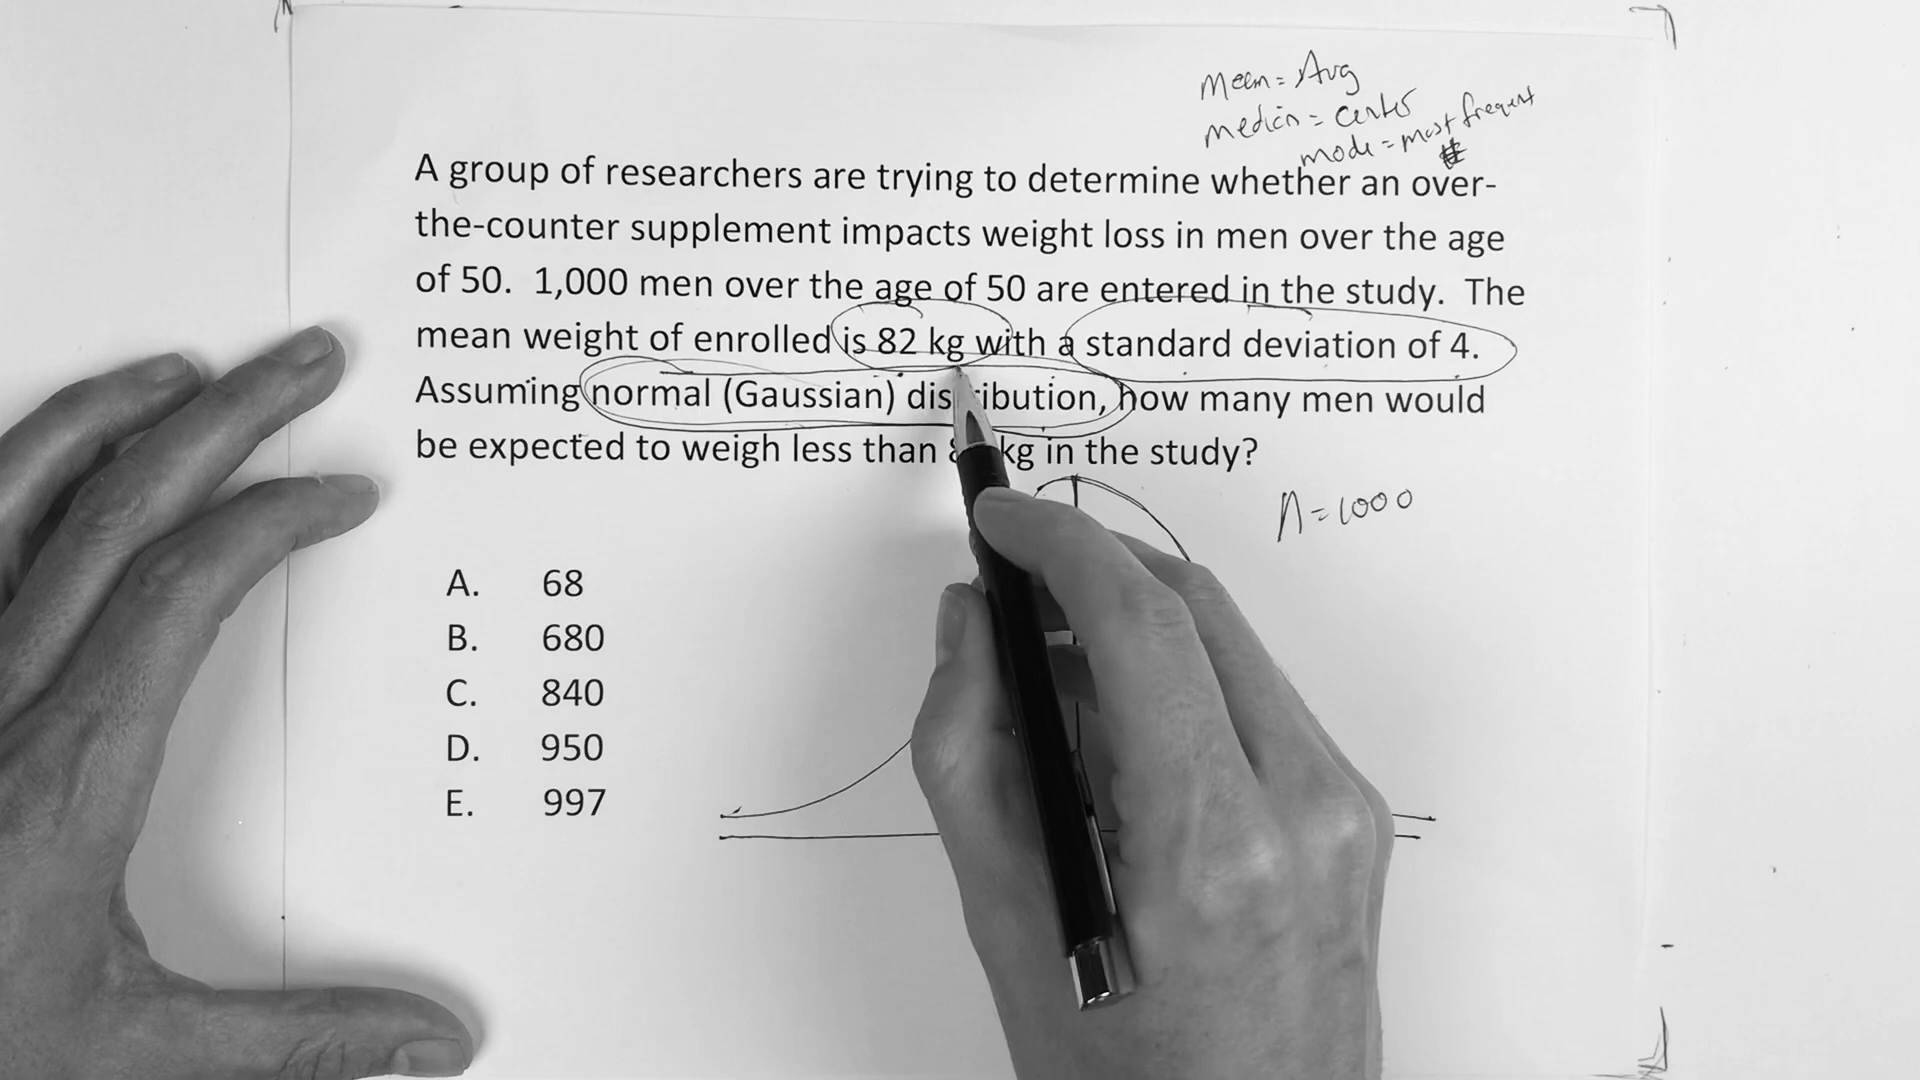 Mean = Avg
Median = Center
mode = most frequent
#
A group of researchers are trying to determine whether an over-
the-counter supplement impacts weight loss in men over the age
of 50. 1,000 men over the age of 50 are entered in the study. The
mean weight of enrolled is 82 kg with a standard deviation of 4.
Assuming normal (Gaussian) distribution, how many men would
be expected to weigh less than kg in the study?
n = 1000
A. 68
B. 680
C. 840
D. 950
E. 997